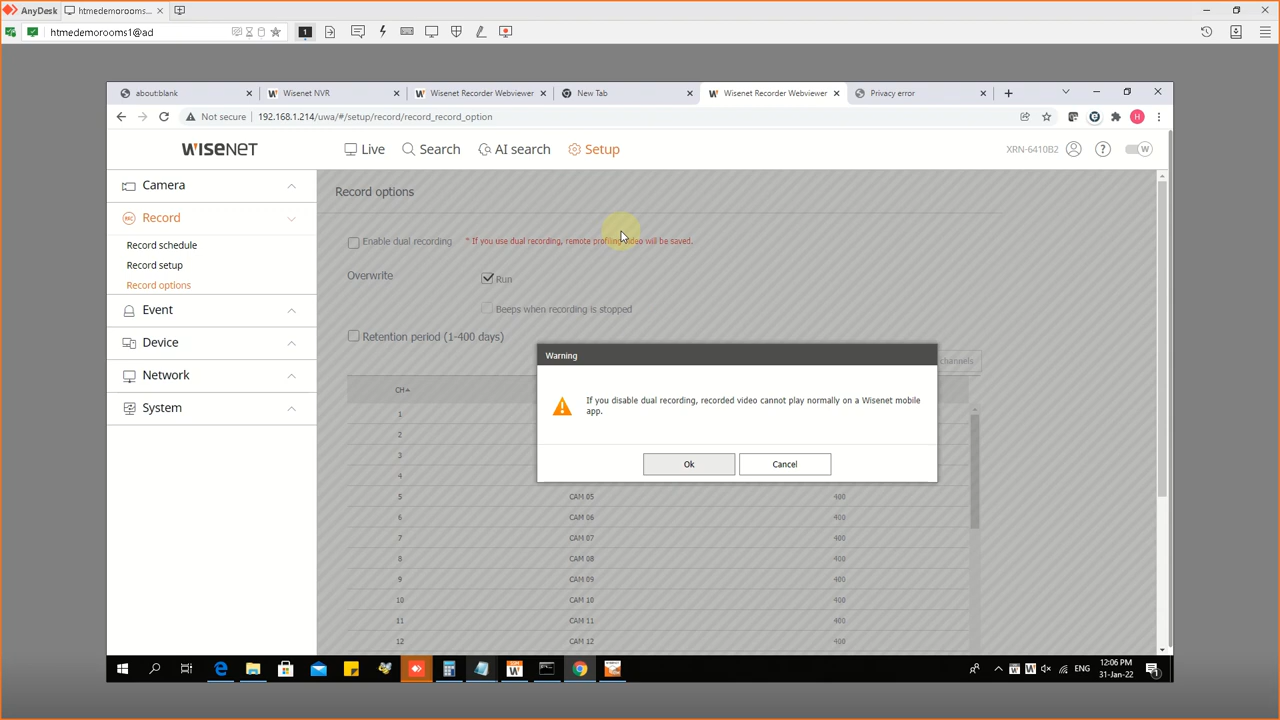 AnyDesk
htmedemorooms...
htmedemorooms1@ad
1
about:blank
Wisenet NVR
Wisenet Recorder Webviewer
New Tab
Wisenet Recorder Webviewer
Privacy error
Not secure
192.168.1.214/uwa/#/setup/record/record_record_option
H
WISENET
Live
Search
AI search
Setup
XRN-6410B2
W
Camera
Record
Record schedule
Record setup
Record options
Event
Device
Network
System
Record options
Enable dual recording
* If you use dual recording, remote profiling video will be saved.
Overwrite
Run
Beeps when recording is stopped
Retention period (1-400 days)
channels
CH
Warning
If you disable dual recording, recorded video cannot play normally on a Wisenet mobile
app.
Ok
Cancel
1
2
3
4
5 CAM 05 400
6 CAM 06 400
7 CAM 07 400
8 CAM 08 400
9 CAM 09 400
10 CAM 10 400
11 CAM 11 400
12 CAM 12 400
ENG
12:06 PM
31-Jan-22
1